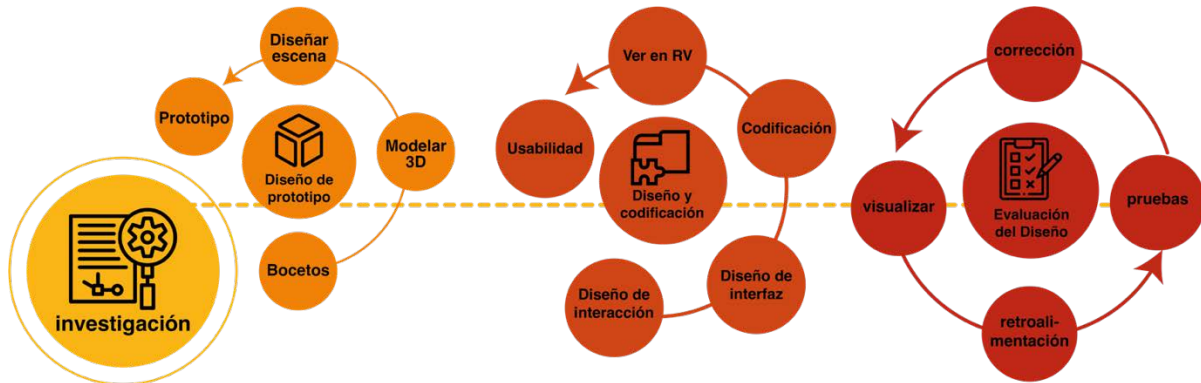 investigación
Diseñar
escena
Prototipo
Diseño de
prototipo
Modelar
3D
Bocetos
Ver en RV
Usabilidad
Codificación
Diseño y
codificación
Diseño de
interfaz
Diseño de
interacción
corrección
visualizar
Evaluación
del Diseño
pruebas
retroali-
mentación